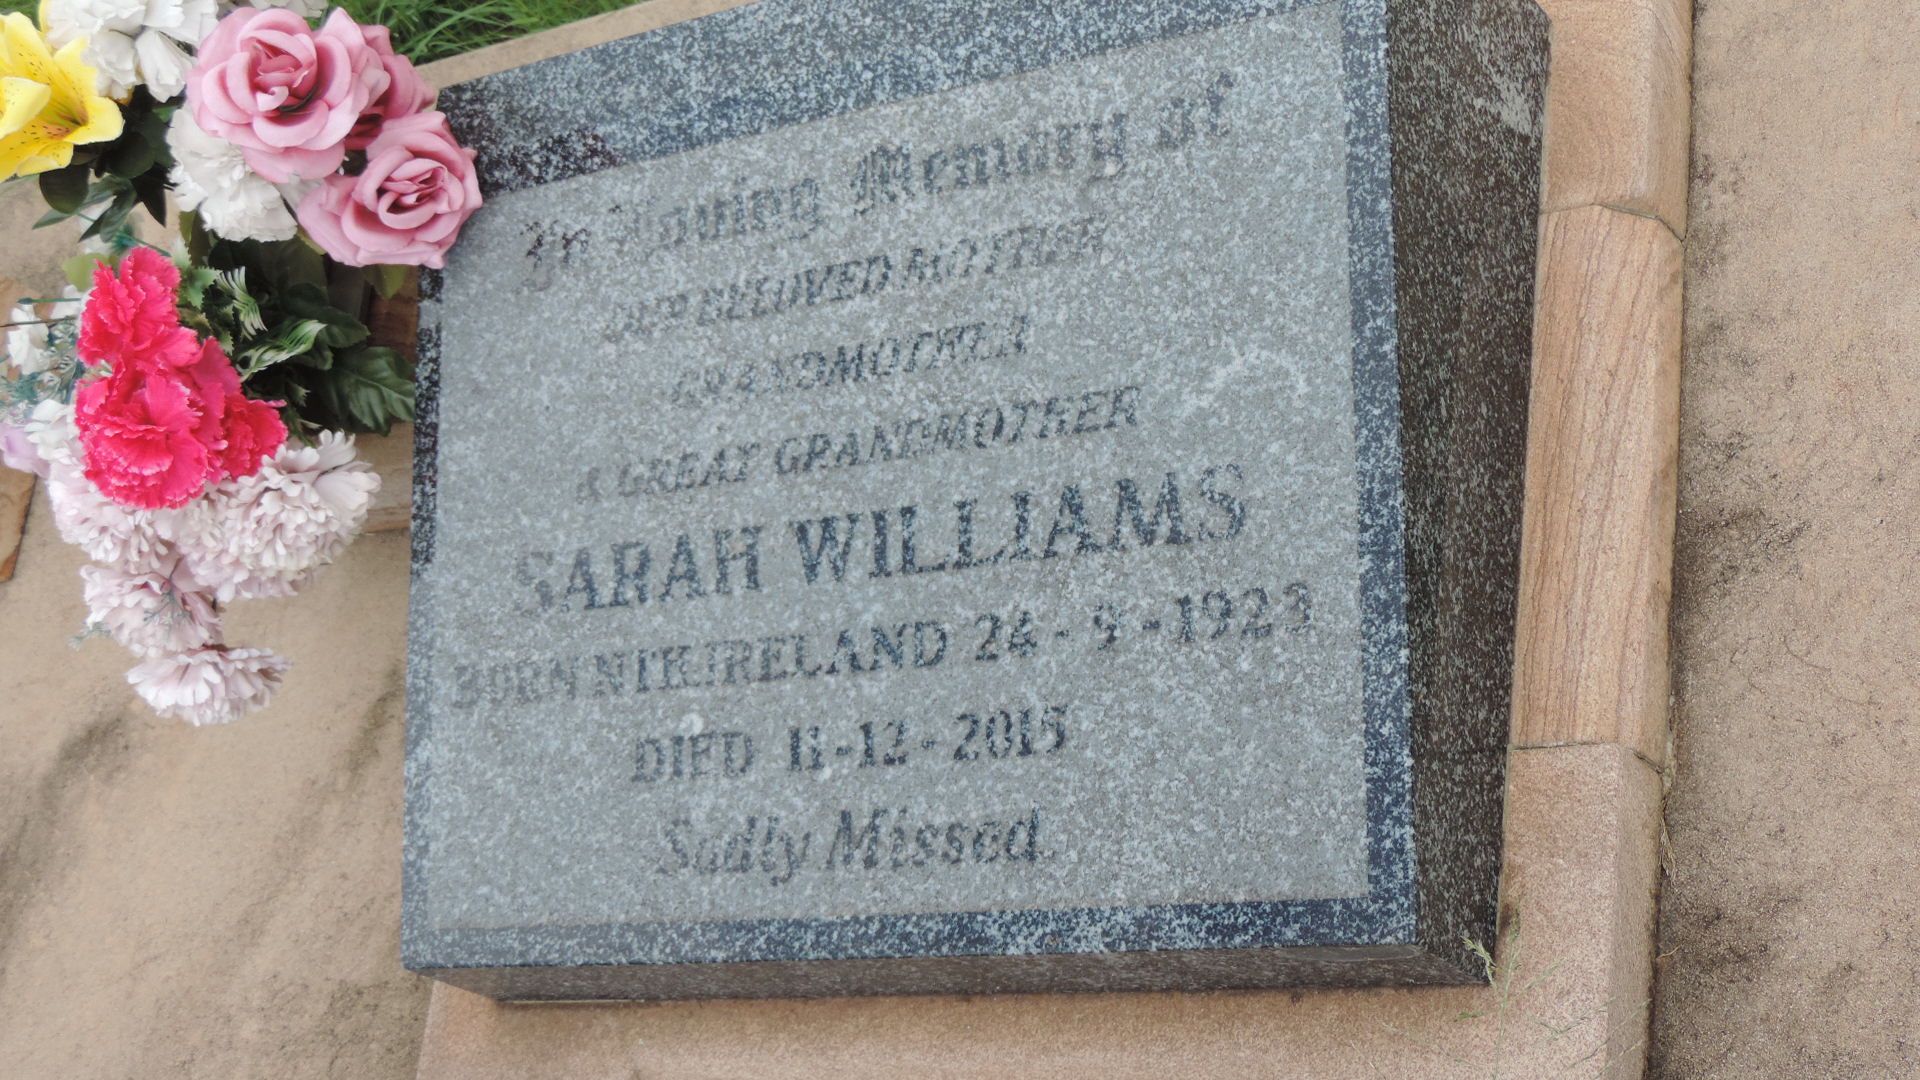 In Loving Memory of
OUR BELOVED MOTHER
GRANDMOTHER
& GREAT GRANDMOTHER
SARAH WILLIAMS
BORN NTH.IRELAND 24 - 9 - 1923
DIED 11-12-2015
Sadly Missed